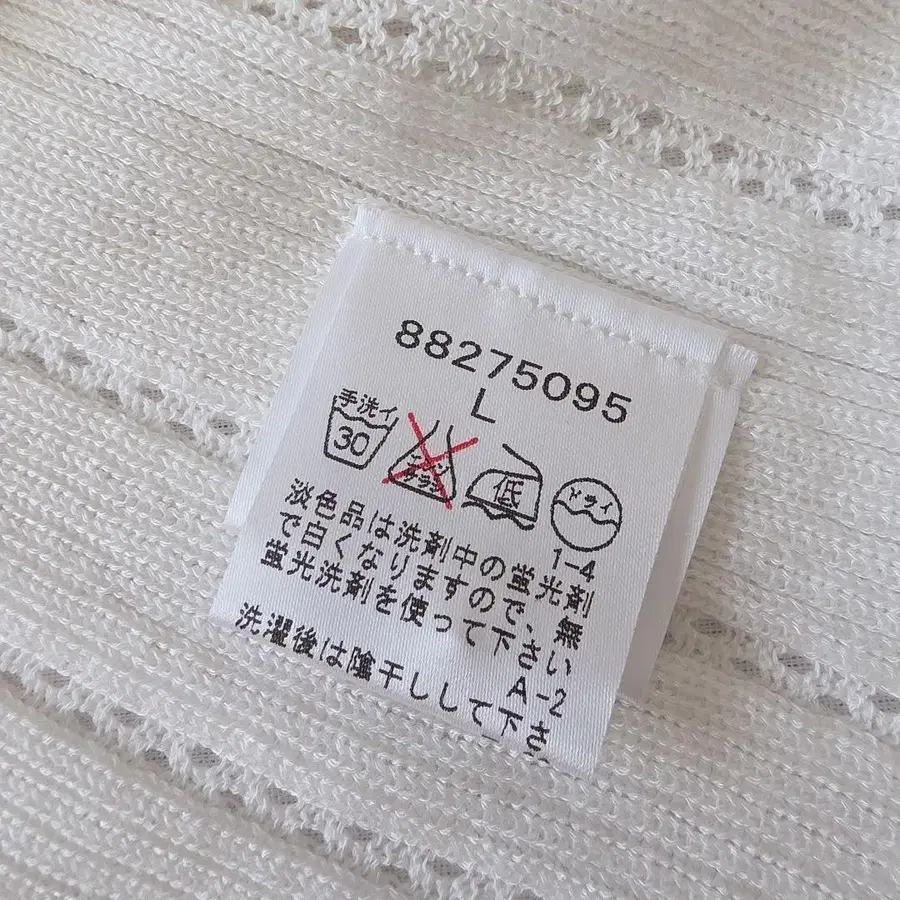 88275095
L
手洗イ
30
エンソ
サラシ
低
ドライ
1-4
淡色品は洗剤中の蛍光剤
で白くなりますので、無
蛍光洗剤を使って下さい
A-2
洗濯後は陰干しして下さ